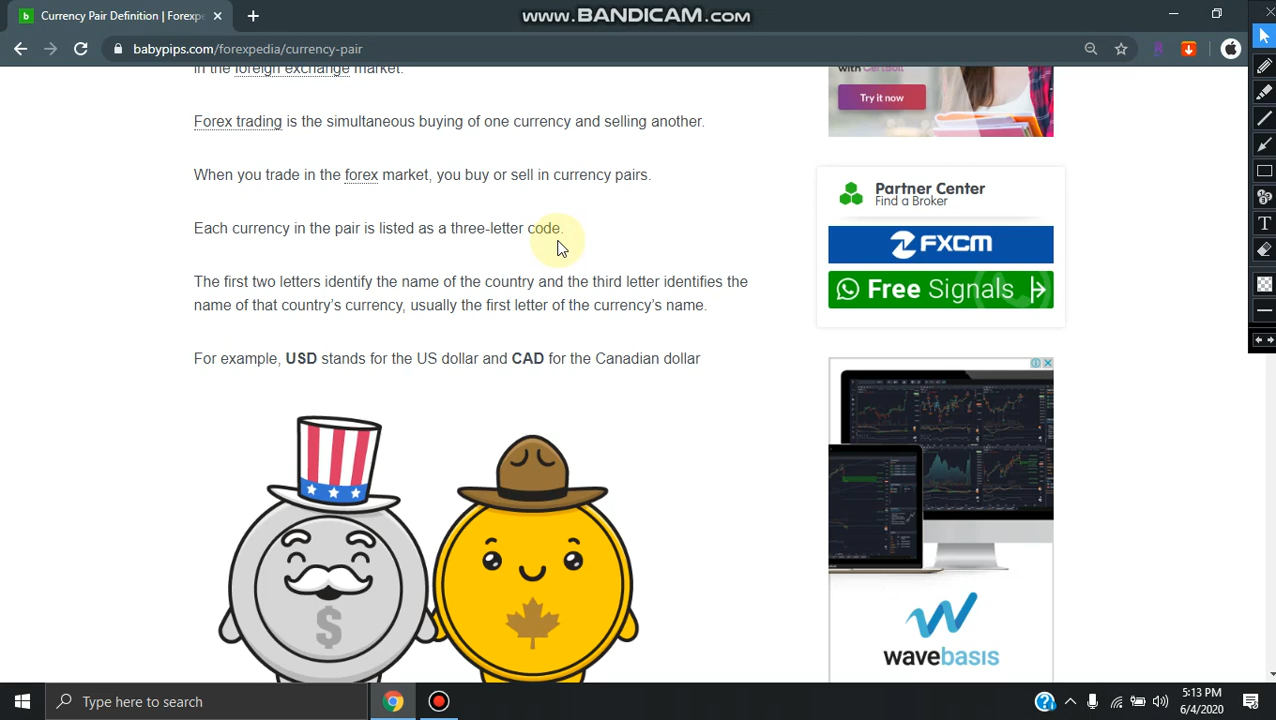 www.BANDICAM.com
Currency Pair Definition | Forexpe
babypips.com/forexpedia/currency-pair
in the foreign exchange market.
Forex trading is the simultaneous buying of one currency and selling another.
When you trade in the forex market, you buy or sell in currency pairs.
Each currency in the pair is listed as a three-letter code.
The first two letters identify the name of the country and the third letter identifies the
name of that country's currency, usually the first letter of the currency's name.
For example, USD stands for the US dollar and CAD for the Canadian dollar
$
with CertBolt
Try it now
Partner Center
Find a Broker
FXCM
Free Signals
wavebasis
Type here to search
5:13 PM
6/4/2020